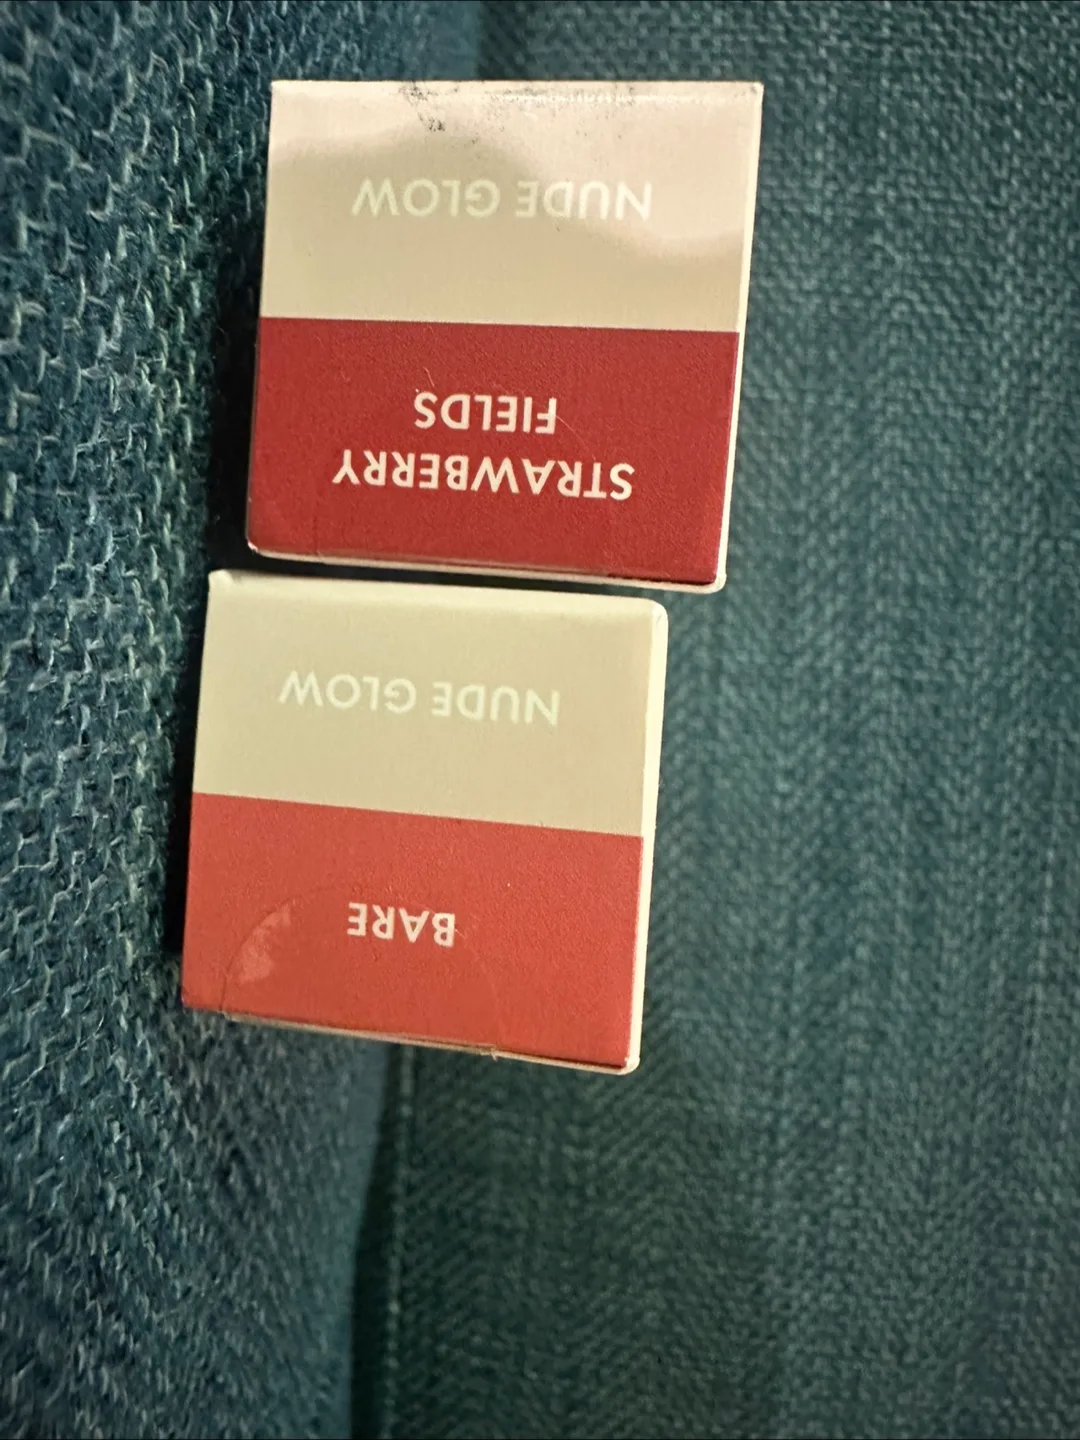 BARE
NUDE GLOW
STRAWBERRY
FIELDS
NUDE GLOW